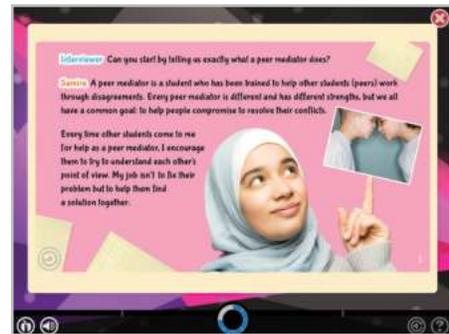 Interviewer Can you start by telling us exactly what a peer mediator does?
Samira A peer mediator is a student who has been trained to help other students (peers) work
through disagreements. Every peer mediator is different and has different strengths, but we all
have a common goal: to help people compromise to resolve their conflicts.
Every time other students come to me
for help as a peer mediator, I encourage
them to try to understand each other's
point of view. My job isn't to fix their
problem but to help them find
a solution together.